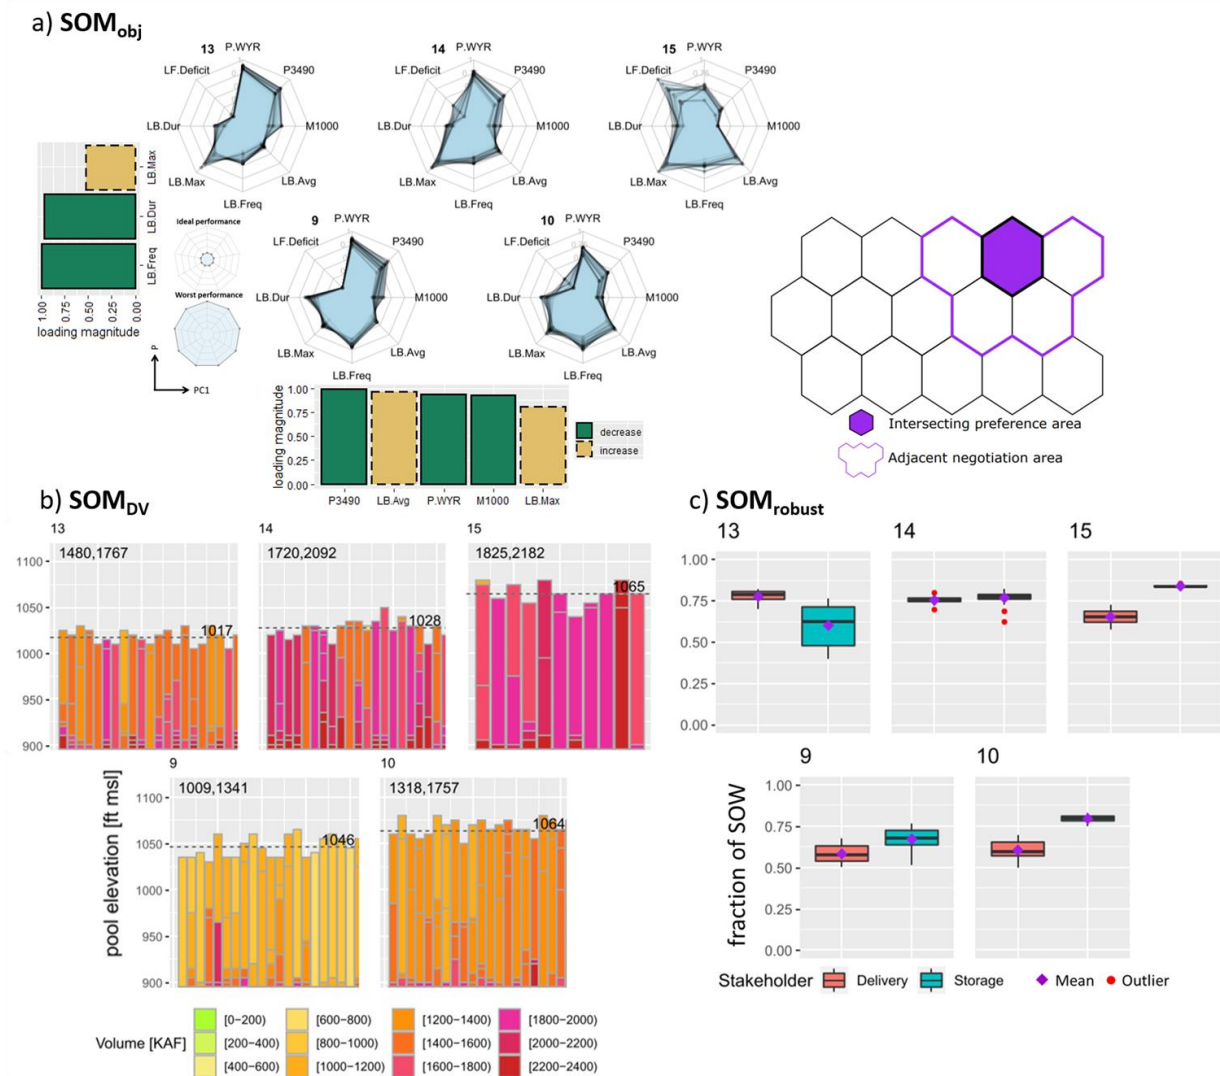 a) SOMobj
13 P.WYR
LF.Deficit P3490
LB.Dur M1000
LB.Max LB.Avg
LB.Freq
14 P.WYR
LF.Deficit P3490
LB.Dur M1000
LB.Max LB.Avg
LB.Freq
15 P.WYR
LF.Deficit P3490
LB.Dur M1000
LB.Max LB.Avg
LB.Freq
LB.Max
LB.Dur
LB.Freq
1.00 0.75 0.50 0.25 0.00
loading magnitude
Ideal performance
Worst performance
P
PC1
9 P.WYR
LF.Deficit P3490
LB.Dur M1000
LB.Max LB.Avg
LB.Freq
10 P.WYR
LF.Deficit P3490
LB.Dur M1000
LB.Max LB.Avg
LB.Freq
loading magnitude
1.00
0.75
0.50
0.25
0.00
P3490 LB.Avg P.WYR M1000 LB.Max
decrease
increase
Intersecting preference area
Adjacent negotiation area
b) SOMDV
13
1480,1767
1017
14
1720,2092
1028
15
1825,2182
1065
1100
1050
1000
950
900
9
1009,1341
1046
10
1318,1757
1064
1100
1050
1000
950
900
pool elevation [ft msl]
Volume [KAF]
[0-200) [600-800) [1200-1400) [1800-2000)
[200-400) [800-1000) [1400-1600) [2000-2200)
[400-600) [1000-1200) [1600-1800) [2200-2400)
c) SOMrobust
13 14 15
1.00
0.75
0.50
0.25
0.00
9 10
1.00
0.75
0.50
0.25
0.00
fraction of SOW
Stakeholder Delivery Storage Mean Outlier